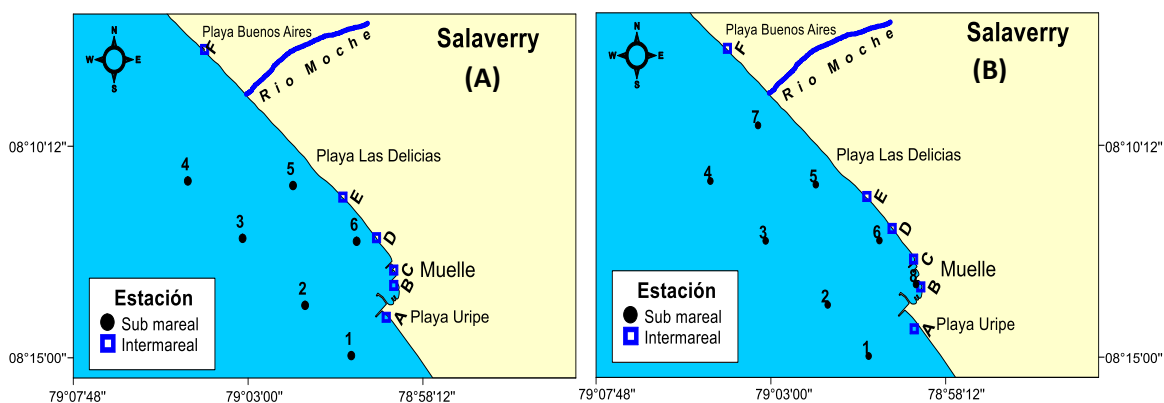 N
W E
S
Playa Buenos Aires
F
Rio Moche
Salaverry
(A)
08°10'12"
Playa Las Delicias
4
5
E
3
6
D
C
Muelle
B
2
A
Playa Uripe
1
Estación
Sub mareal
Intermareal
08°15'00"
79°07'48"
79°03'00"
78°58'12"
N
W E
S
Playa Buenos Aires
F
Rio Moche
Salaverry
(B)
7
08°10'12"
Playa Las Delicias
4
5
E
3
6
D
C
Muelle
8
B
2
A
Playa Uripe
1
Estación
Sub mareal
Intermareal
08°15'00"
79°07'48"
79°03'00"
78°58'12"